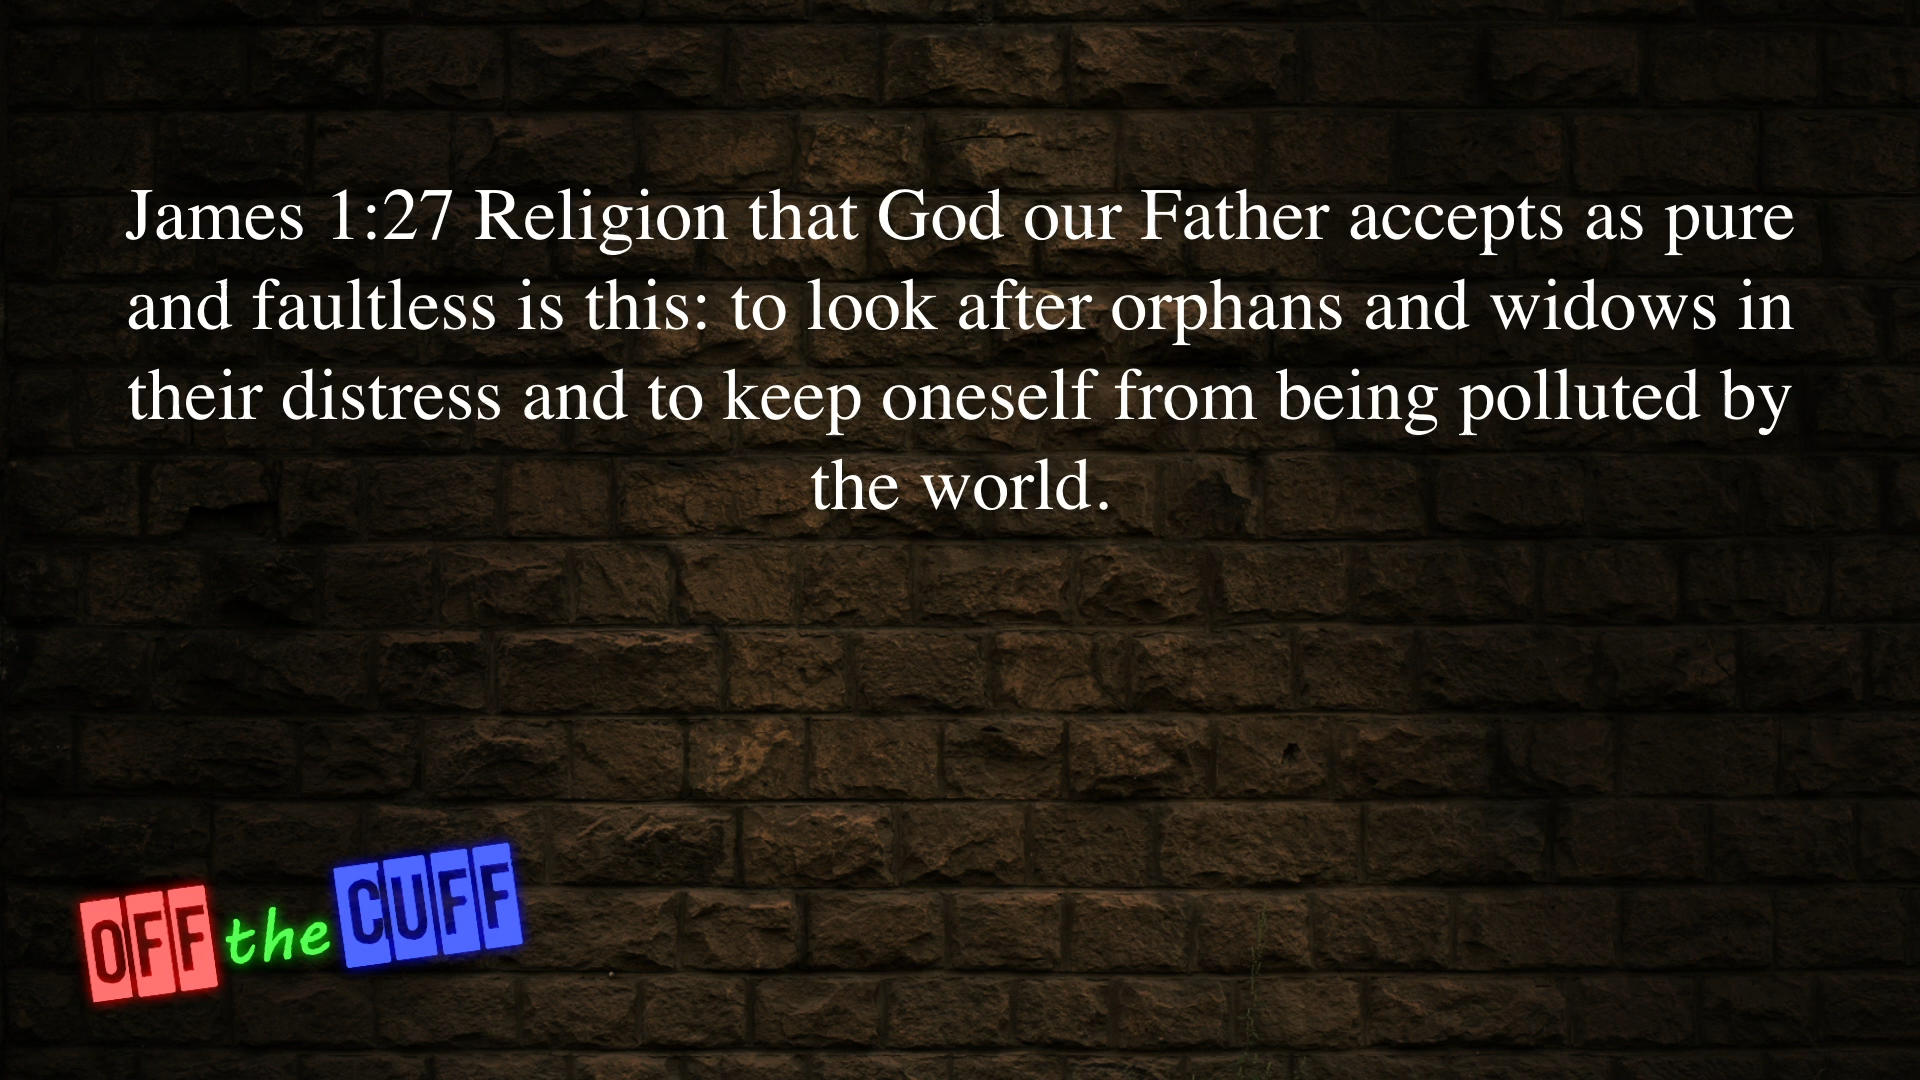 James 1:27 Religion that God our Father accepts as pure
and faultless is this: to look after orphans and widows in
their distress and to keep oneself from being polluted by
the world.
OFF the CUFF